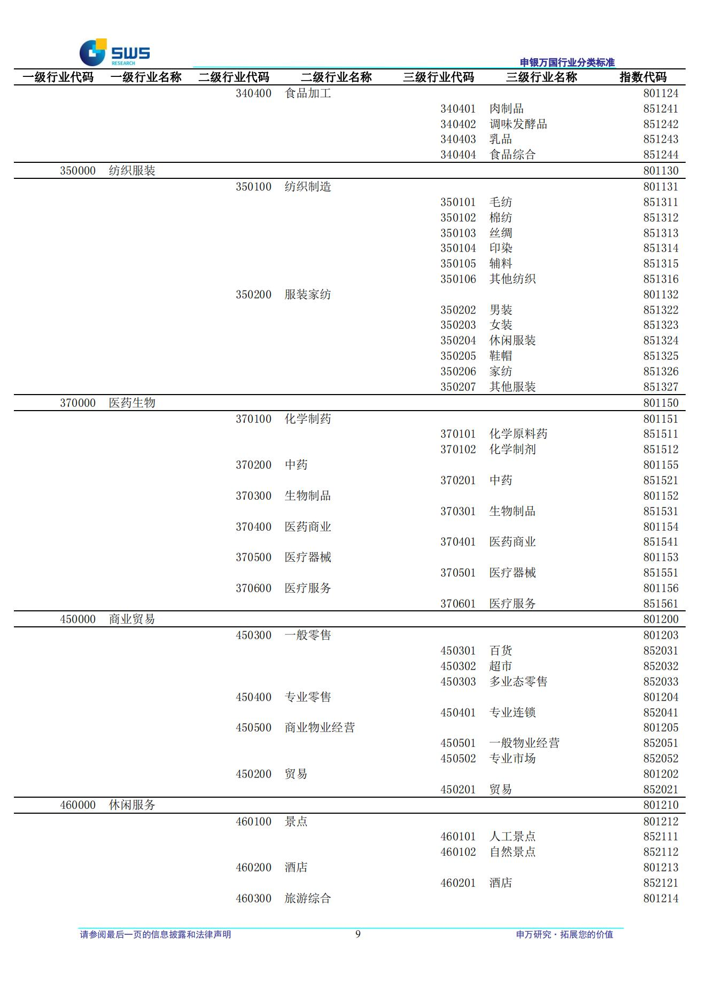 SWS
RESEARCH
申银万国行业分类标准
一级行业代码 一级行业名称 二级行业代码 二级行业名称 三级行业代码 三级行业名称 指数代码
340400 食品加工 801124
340401 肉制品 851241
340402 调味发酵品 851242
340403 乳品 851243
340404 食品综合 851244
350000 纺织服装 801130
350100 纺织制造 801131
350101 毛纺 851311
350102 棉纺 851312
350103 丝绸 851313
350104 印染 851314
350105 辅料 851315
350106 其他纺织 851316
350200 服装家纺 801132
350202 男装 851322
350203 女装 851323
350204 休闲服装 851324
350205 鞋帽 851325
350206 家纺 851326
350207 其他服装 851327
370000 医药生物 801150
370100 化学制药 801151
370101 化学原料药 851511
370102 化学制剂 851512
370200 中药 801155
370201 中药 851521
370300 生物制品 801152
370301 生物制品 851531
370400 医药商业 801154
370401 医药商业 851541
370500 医疗器械 801153
370501 医疗器械 851551
370600 医疗服务 801156
370601 医疗服务 851561
450000 商业贸易 801200
450300 一般零售 801203
450301 百货 852031
450302 超市 852032
450303 多业态零售 852033
450400 专业零售 801204
450401 专业连锁 852041
450500 商业物业经营 801205
450501 一般物业经营 852051
450502 专业市场 852052
450200 贸易 801202
450201 贸易 852021
460000 休闲服务 801210
460100 景点 801212
460101 人工景点 852111
460102 自然景点 852112
460200 酒店 801213
460201 酒店 852121
460300 旅游综合 801214
请参阅最后一页的信息披露和法律声明 9 申万研究·拓展您的价值